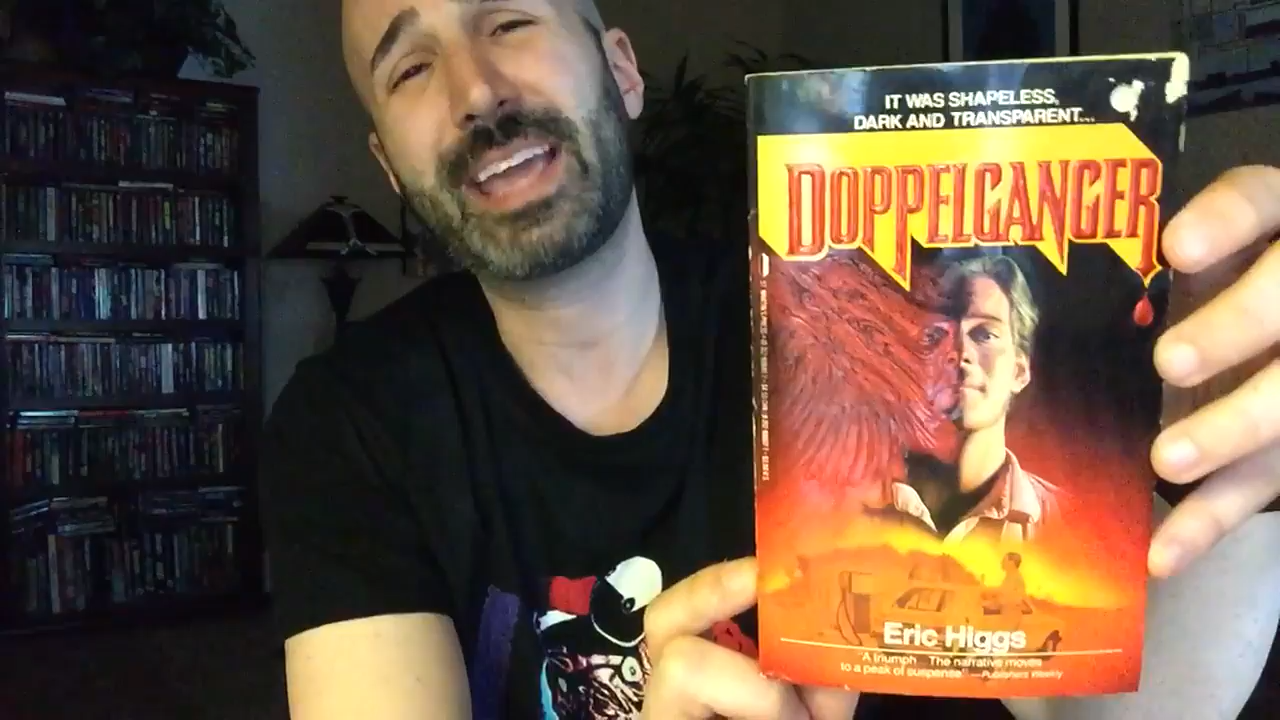 IT WAS SHAPELESS,
DARK AND TRANSPARENT...
DOPPELGANGER
Eric Higgs
"A triumph The narrative moves
to a peak of suspense" —Publishers Weekly